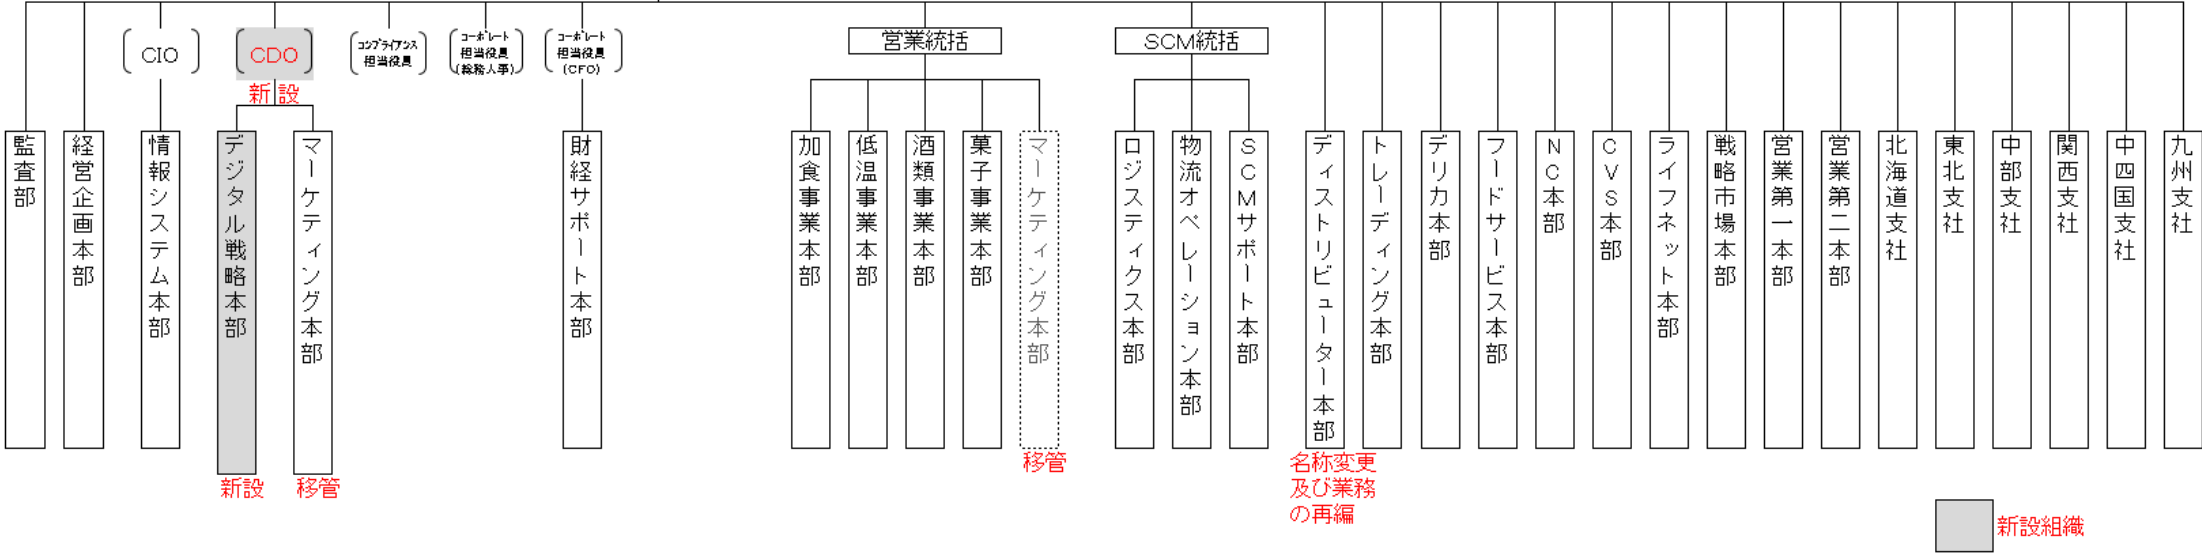 CIO
CDO
新設
コンプライアンス
担当役員
コーポレート
担当役員
(総務人事)
コーポレート
担当役員
(CFO)
営業統括
SCM統括
監査部
経営企画本部
情報システム本部
デジタル戦略本部
マーケティング本部
財経サポート本部
加食事業本部
低温事業本部
酒類事業本部
菓子事業本部
マーケティング本部
ロジスティクス本部
物流オペレーション本部
SCMサポート本部
ディストリビューター本部
トレーディング本部
デリカ本部
フードサービス本部
NC本部
CVS本部
ライフネット本部
戦略市場本部
営業第一本部
営業第二本部
北海道支社
東北支社
中部支社
関西支社
中四国支社
九州支社
新設
移管
移管
名称変更
及び業務
の再編
新設組織